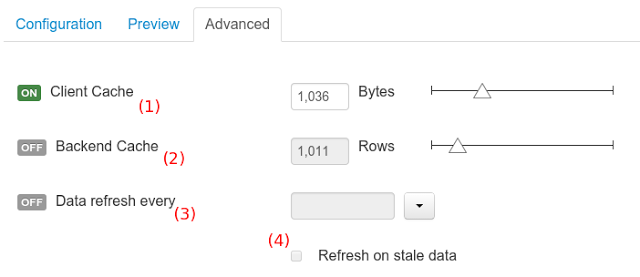 Configuration Preview Advanced
ON Client Cache 1,036 Bytes
(1)
OFF Backend Cache 1,011 Rows
(2)
OFF Data refresh every
(3)
(4)
Refresh on stale data